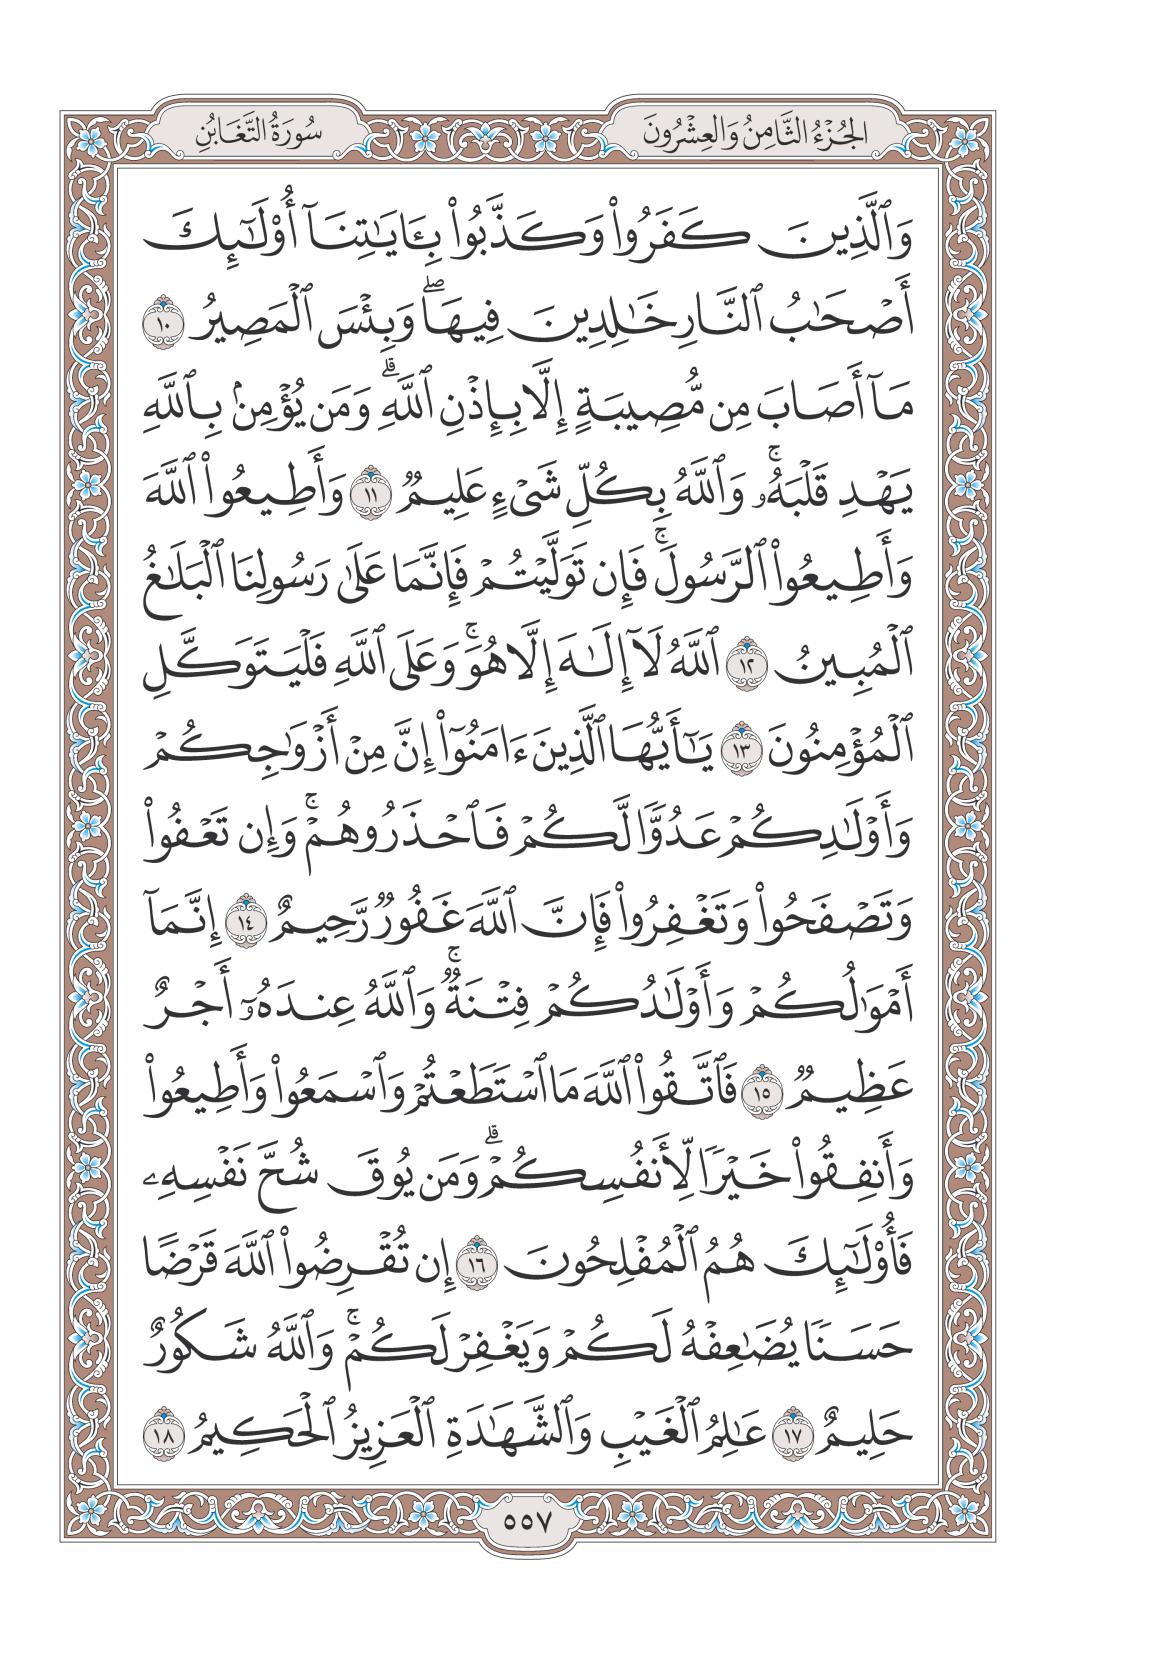 الجُزْءُ الثَّامِنُ وَالعِشْرُونَ
سُورَةُ التَّغَابُنِ
وَٱلَّذِينَ كَفَرُوا۟ وَكَذَّبُوا۟ بِـَٔايَـٰتِنَآ أُو۟لَـٰٓئِكَ
أَصْحَـٰبُ ٱلنَّارِ خَـٰلِدِينَ فِيهَا ۖ وَبِئْسَ ٱلْمَصِيرُ ١٠
مَآ أَصَابَ مِن مُّصِيبَةٍ إِلَّا بِإِذْنِ ٱللَّهِ ۗ وَمَن يُؤْمِنۢ بِٱللَّهِ
يَهْدِ قَلْبَهُۥ ۚ وَٱللَّهُ بِكُلِّ شَىْءٍ عَلِيمٌ ١١ وَأَطِيعُوا۟ ٱللَّهَ
وَأَطِيعُوا۟ ٱلرَّسُولَ ۚ فَإِن تَوَلَّيْتُمْ فَإِنَّمَا عَلَىٰ رَسُولِنَا ٱلْبَلَـٰغُ
ٱلْمُبِينُ ١٢ ٱللَّهُ لَآ إِلَـٰهَ إِلَّا هُوَ ۚ وَعَلَى ٱللَّهِ فَلْيَتَوَكَّلِ
ٱلْمُؤْمِنُونَ ١٣ يَـٰٓأَيُّهَا ٱلَّذِينَ ءَامَنُوٓا۟ إِنَّ مِنْ أَزْوَٰجِكُمْ
وَأَوْلَـٰدِكُمْ عَدُوًّا لَّكُمْ فَٱحْذَرُوهُمْ ۚ وَإِن تَعْفُوا۟
وَتَصْفَحُوا۟ وَتَغْفِرُوا۟ فَإِنَّ ٱللَّهَ غَفُورٌ رَّحِيمٌ ١٤ إِنَّمَآ
أَمْوَٰلُكُمْ وَأَوْلَـٰدُكُمْ فِتْنَةٌ ۚ وَٱللَّهُ عِندَهُۥٓ أَجْرٌ
عَظِيمٌ ١٥ فَٱتَّقُوا۟ ٱللَّهَ مَا ٱسْتَطَعْتُمْ وَٱسْمَعُوا۟ وَأَطِيعُوا۟
وَأَنفِقُوا۟ خَيْرًا لِّأَنفُسِكُمْ ۗ وَمَن يُوقَ شُحَّ نَفْسِهِۦ
فَأُو۟لَـٰٓئِكَ هُمُ ٱلْمُفْلِحُونَ ١٦ إِن تُقْرِضُوا۟ ٱللَّهَ قَرْضًا
حَسَنًا يُضَـٰعِفْهُ لَكُمْ وَيَغْفِرْ لَكُمْ ۚ وَٱللَّهُ شَكُورٌ
حَلِيمٌ ١٧ عَـٰلِمُ ٱلْغَيْبِ وَٱلشَّهَـٰدَةِ ٱلْعَزِيزُ ٱلْحَكِيمُ ١٨
٥٥٧